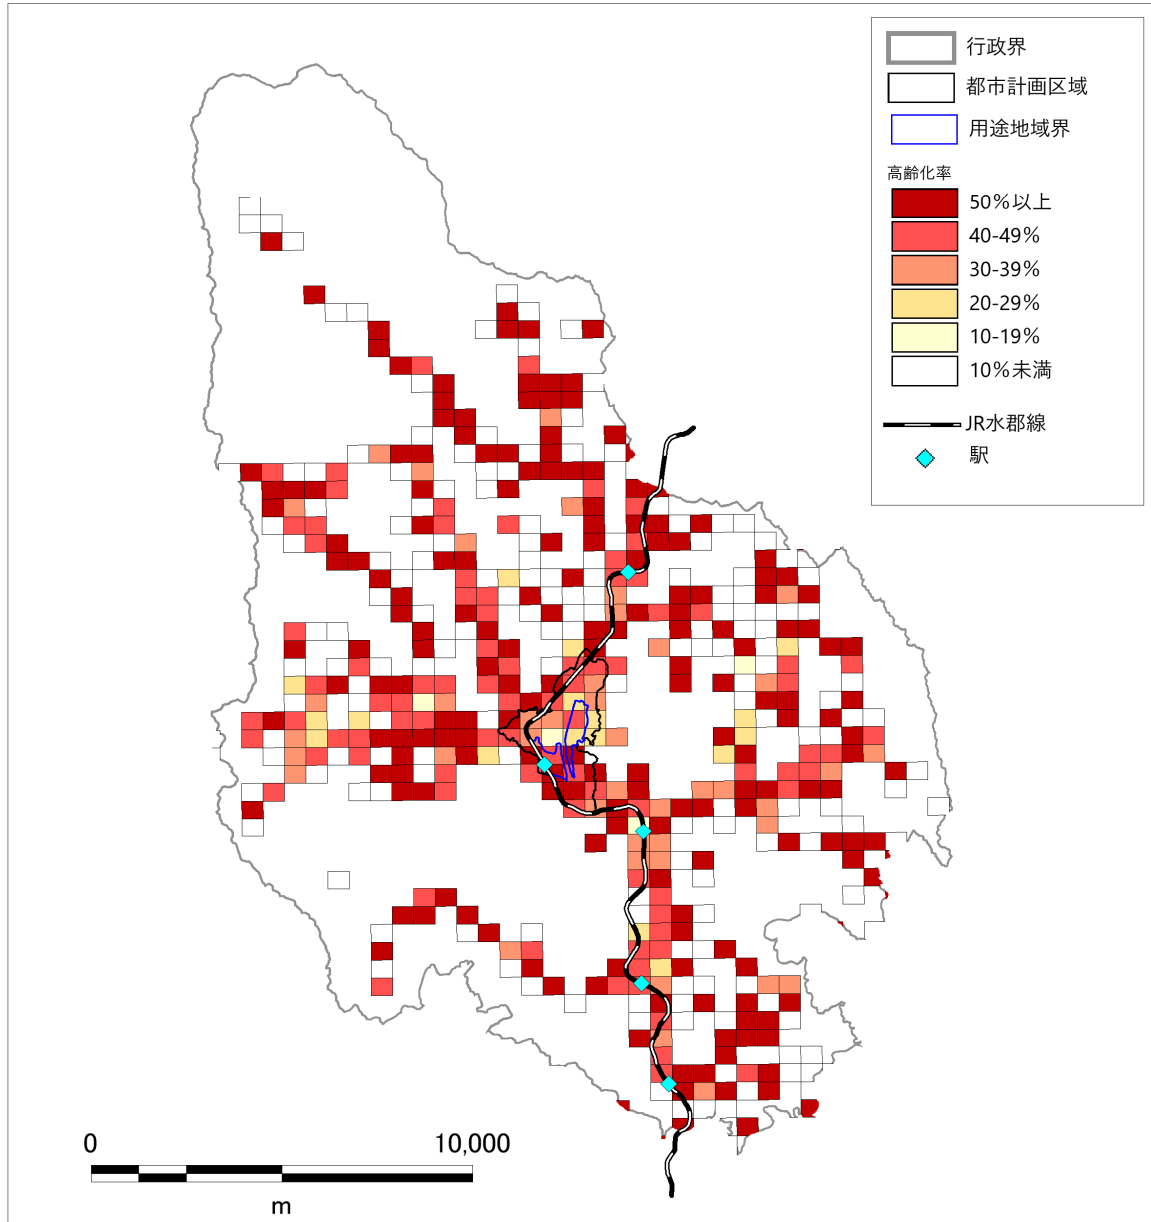 行政界
都市計画区域
用途地域界
高齢化率
50%以上
40-49%
30-39%
20-29%
10-19%
10%未満
JR水郡線
駅
0 10,000
m